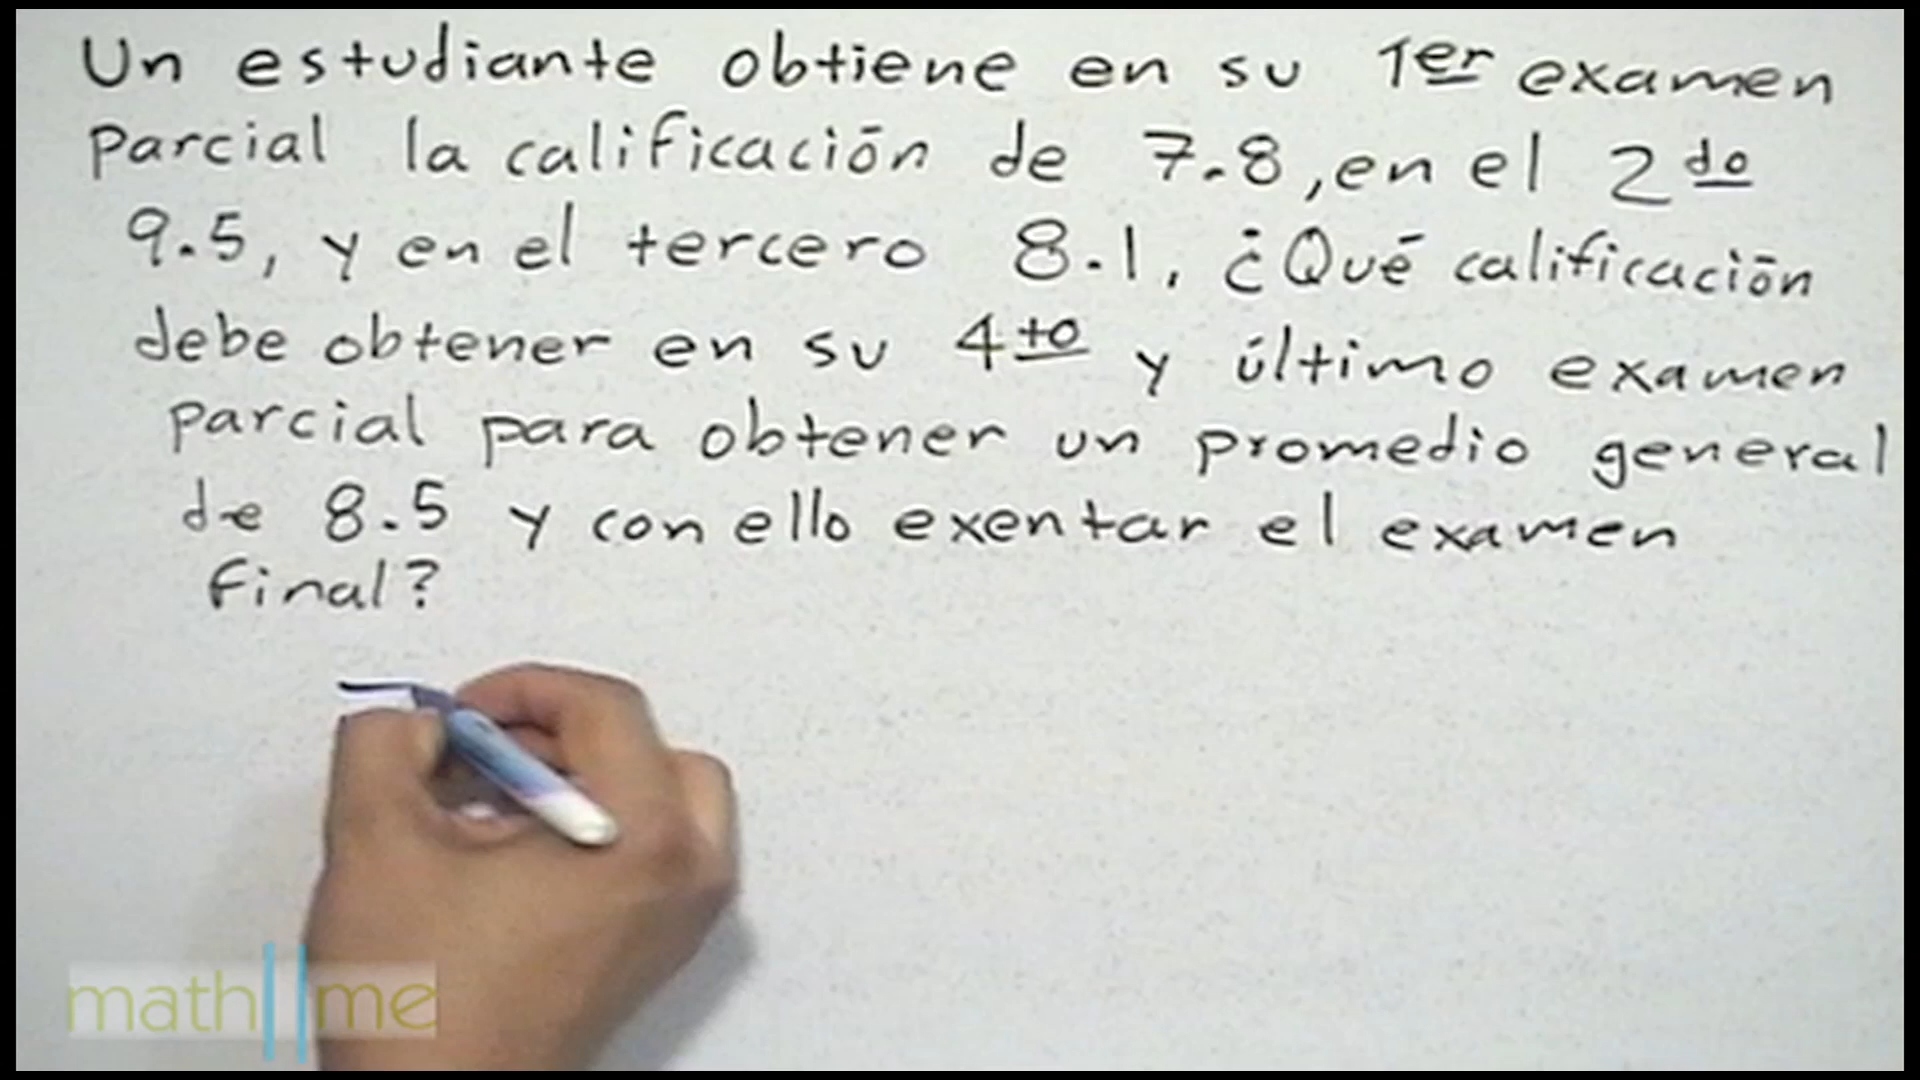 Un estudiante obtiene en su 1er examen
parcial la calificación de 7.8, en el 2do
9.5, y en el tercero 8.1, ¿Qué calificación
debe obtener en su 4to y último examen
parcial para obtener un promedio general
de 8.5 y con ello exentar el examen
final?
math||me